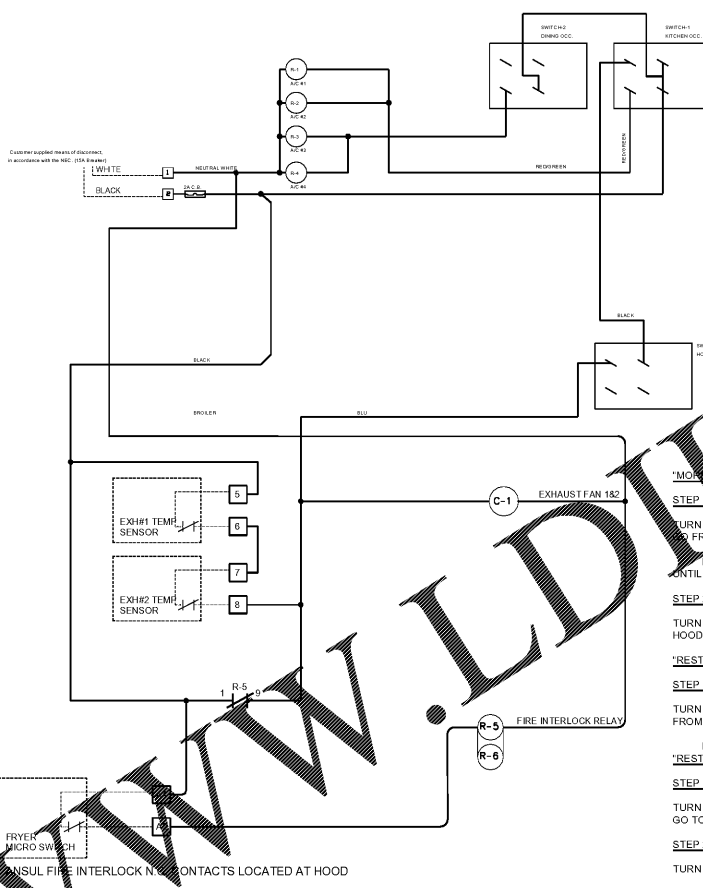 SWITCH-2
DINING OCC.
SWITCH-1
KITCHEN OCC.
R-1
A/C #1
R-2
A/C #2
R-3
A/C #3
R-4
A/C #4
Customer supplied means of disconnect,
in accordance with the NEC. (15A Breaker)
WHITE
1
NEUTRAL WHITE
BLACK
2
2A C.B.
RED/GREEN
RED/GREEN
BLACK
BLACK
BROILER
BLU
5
EXH#1 TEMP
SENSOR
6
7
EXH#2 TEMP
SENSOR
8
C-1
EXHAUST FAN 1&2
R-5
1
9
R-5
FIRE INTERLOCK RELAY
R-6
FRYER
MICRO SWITCH
ANSUL FIRE INTERLOCK N.C. CONTACTS LOCATED AT HOOD
STEP
TURN
GO FR
UNTIL
STEP
TURN
HOOD
"REST
STEP
TURN
FROM
"REST
STEP
TURN
GO TO
STEP
TURN
WWW.LDI